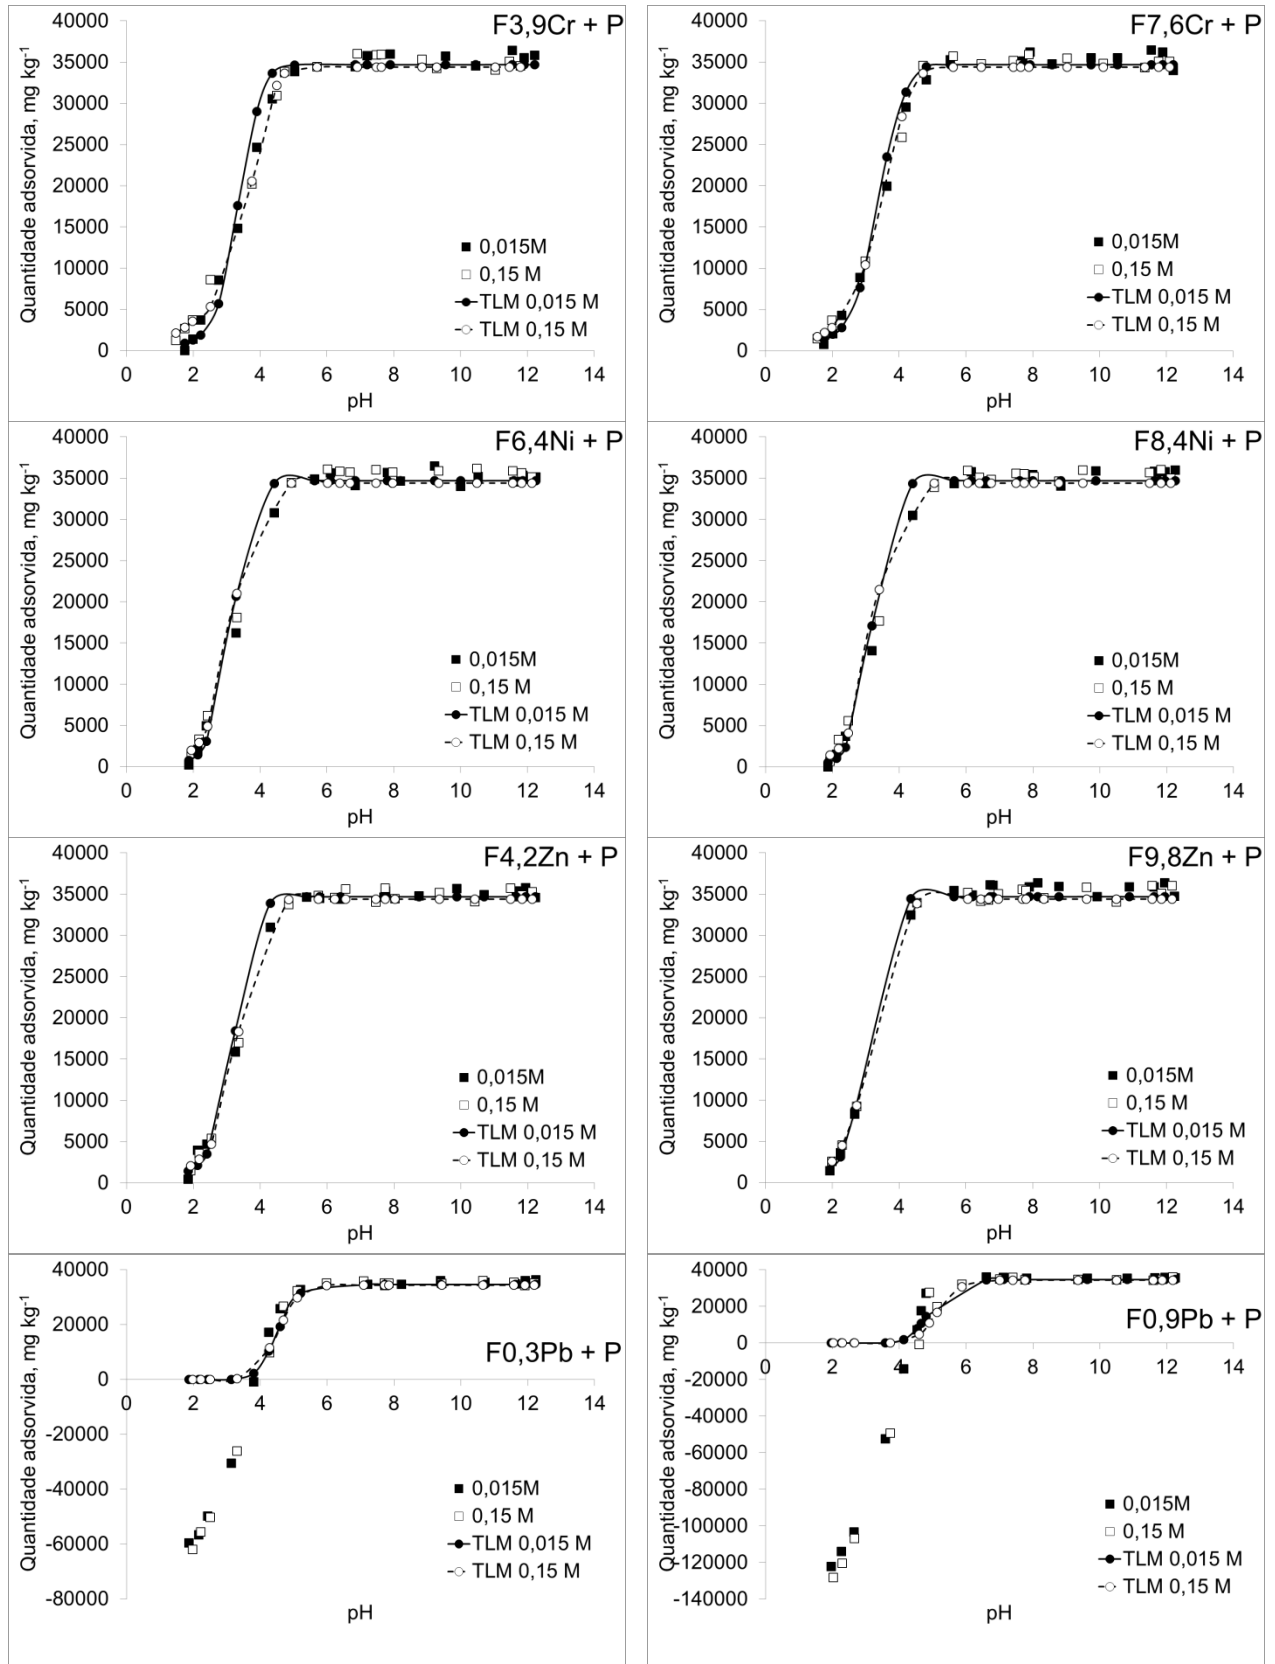 F3,9Cr + P
Quantidade adsorvida, mg kg⁻¹
40000
35000
30000
25000
20000
15000
10000
5000
0
0 2 4 6 8 10 12 14
pH
0,015M
0,15 M
TLM 0,015 M
TLM 0,15 M
F7,6Cr + P
Quantidade adsorvida, mg kg⁻¹
40000
35000
30000
25000
20000
15000
10000
5000
0
0 2 4 6 8 10 12 14
pH
0,015M
0,15 M
TLM 0,015 M
TLM 0,15 M
F6,4Ni + P
Quantidade adsorvida, mg kg⁻¹
40000
35000
30000
25000
20000
15000
10000
5000
0
0 2 4 6 8 10 12 14
pH
0,015M
0,15 M
TLM 0,015 M
TLM 0,15 M
F8,4Ni + P
Quantidade adsorvida, mg kg⁻¹
40000
35000
30000
25000
20000
15000
10000
5000
0
0 2 4 6 8 10 12 14
pH
0,015M
0,15 M
TLM 0,015 M
TLM 0,15 M
F4,2Zn + P
Quantidade adsorvida, mg kg⁻¹
40000
35000
30000
25000
20000
15000
10000
5000
0
0 2 4 6 8 10 12 14
pH
0,015M
0,15 M
TLM 0,015 M
TLM 0,15 M
F9,8Zn + P
Quantidade adsorvida, mg kg⁻¹
40000
35000
30000
25000
20000
15000
10000
5000
0
0 2 4 6 8 10 12 14
pH
0,015M
0,15 M
TLM 0,015 M
TLM 0,15 M
F0,3Pb + P
Quantidade adsorvida, mg kg⁻¹
40000
20000
0
-20000
-40000
-60000
-80000
0 2 4 6 8 10 12 14
pH
0,015M
0,15 M
TLM 0,015 M
TLM 0,15 M
F0,9Pb + P
Quantidade adsorvida, mg kg⁻¹
40000
20000
0
-20000
-40000
-60000
-80000
-100000
-120000
-140000
0 2 4 6 8 10 12 14
pH
0,015M
0,15 M
TLM 0,015 M
TLM 0,15 M